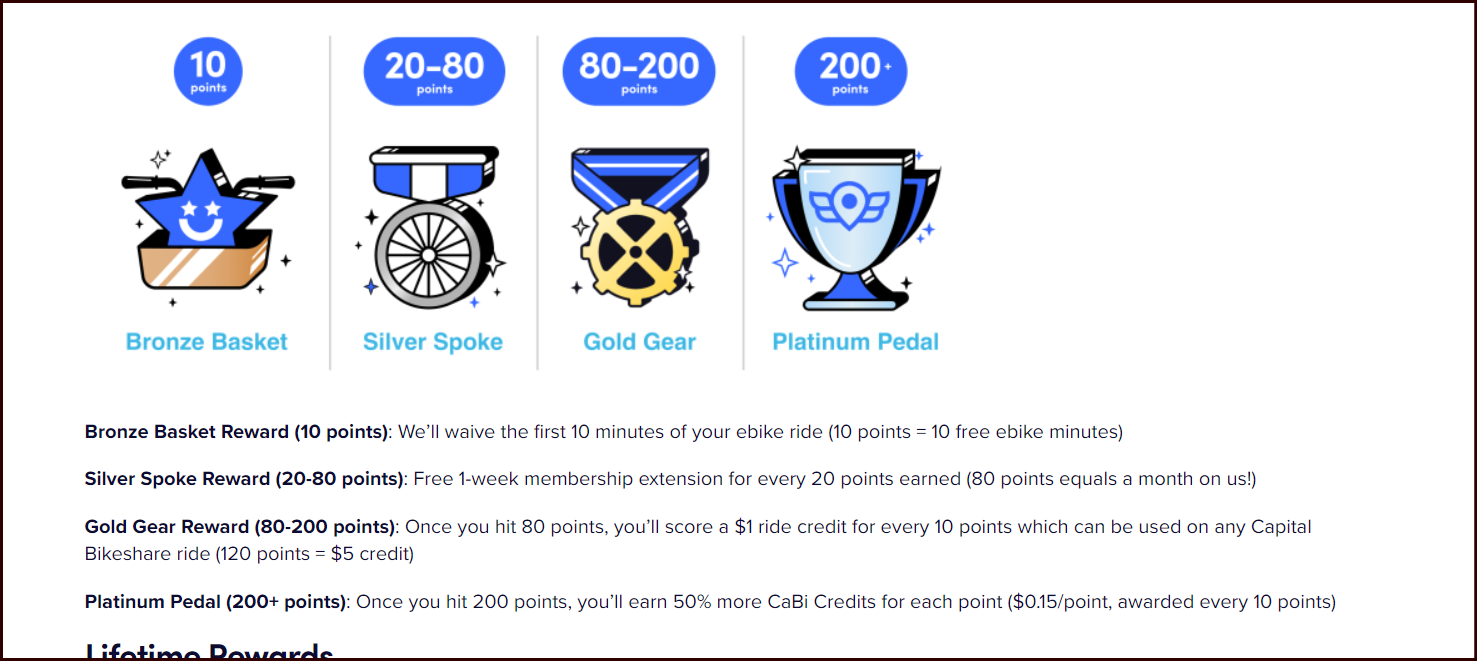 10
points
20–80
points
80–200
points
200+
points
Bronze Basket
Silver Spoke
Gold Gear
Platinum Pedal
Bronze Basket Reward (10 points): We’ll waive the first 10 minutes of your ebike ride (10 points = 10 free ebike minutes)
Silver Spoke Reward (20-80 points): Free 1-week membership extension for every 20 points earned (80 points equals a month on us!)
Gold Gear Reward (80-200 points): Once you hit 80 points, you’ll score a $1 ride credit for every 10 points which can be used on any Capital
Bikeshare ride (120 points = $5 credit)
Platinum Pedal (200+ points): Once you hit 200 points, you’ll earn 50% more CaBi Credits for each point ($0.15/point, awarded every 10 points)
Lifetime Rewards